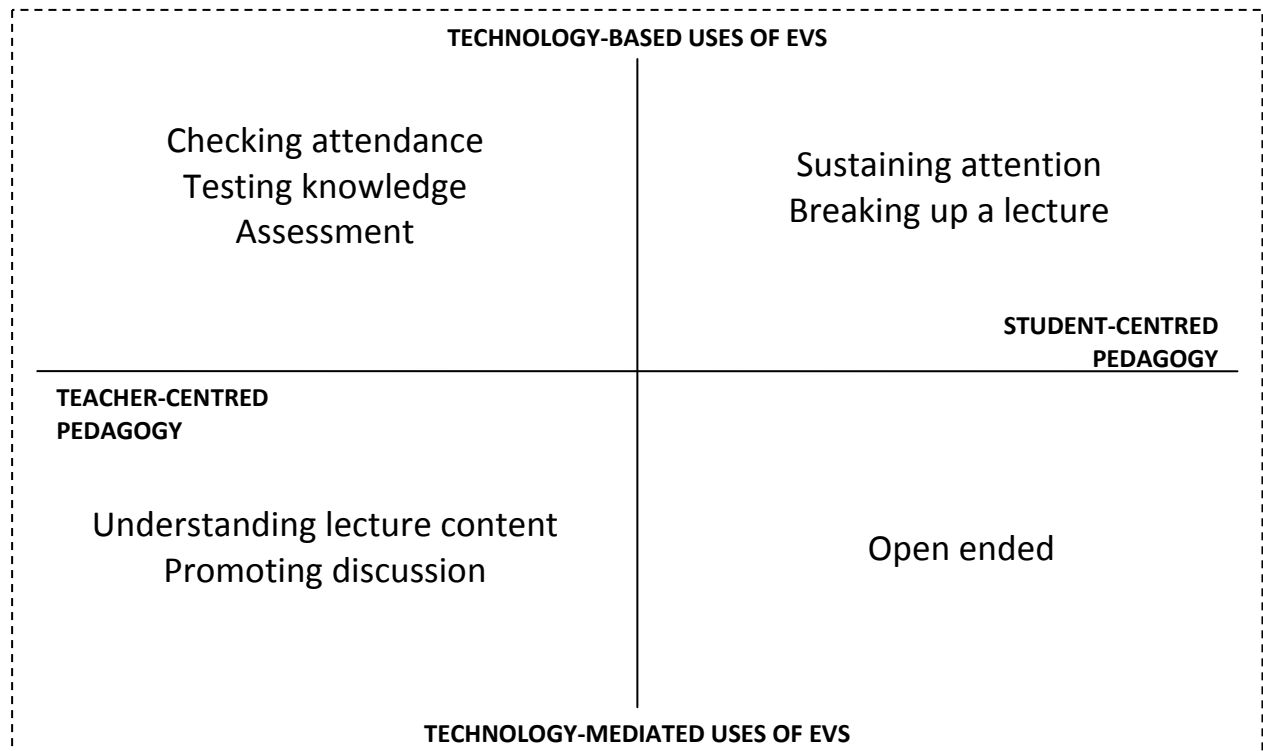 TECHNOLOGY-BASED USES OF EVS
Checking attendance
Testing knowledge
Assessment
Sustaining attention
Breaking up a lecture
STUDENT-CENTRED
PEDAGOGY
TEACHER-CENTRED
PEDAGOGY
Understanding lecture content
Promoting discussion
Open ended
TECHNOLOGY-MEDIATED USES OF EVS